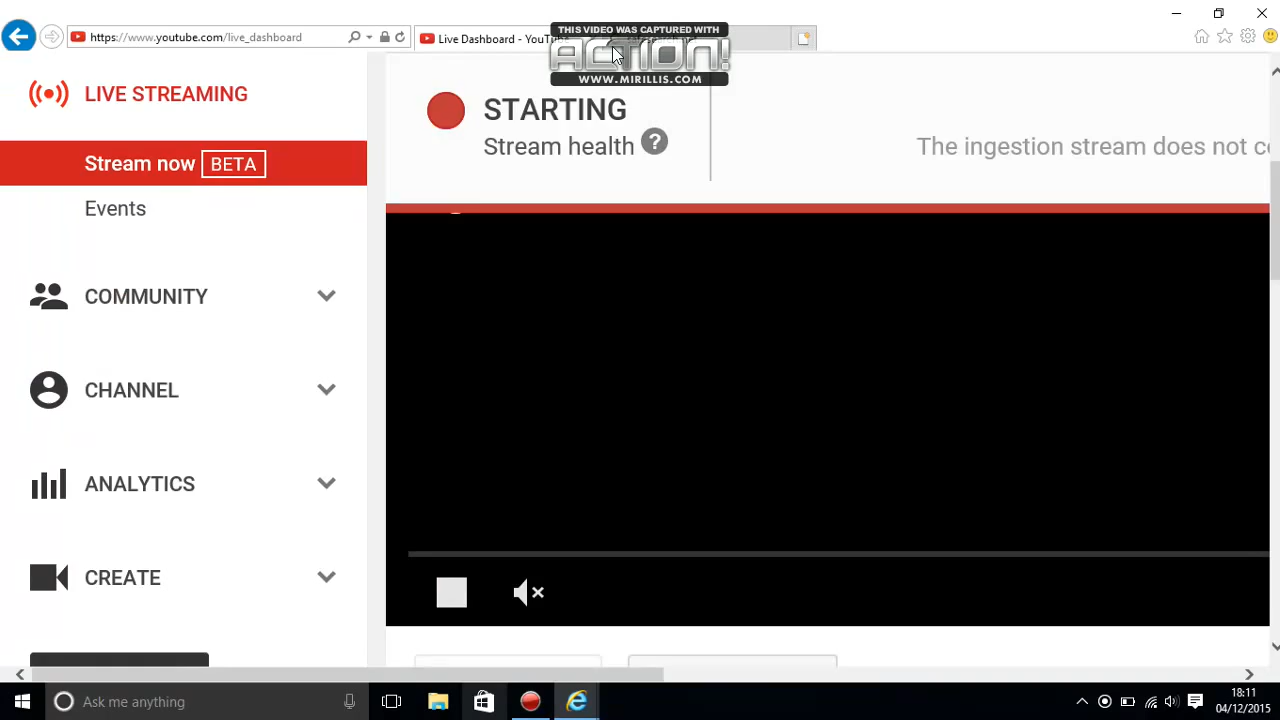 https://www.youtube.com/live_dashboard
Live Dashboard - YouTube
THIS VIDEO WAS CAPTURED WITH
ACTION!
WWW.MIRILLIS.COM
LIVE STREAMING
Stream now BETA
Events
COMMUNITY
CHANNEL
ANALYTICS
CREATE
STARTING
Stream health ?
The ingestion stream does not
Ask me anything
18:11
04/12/2015